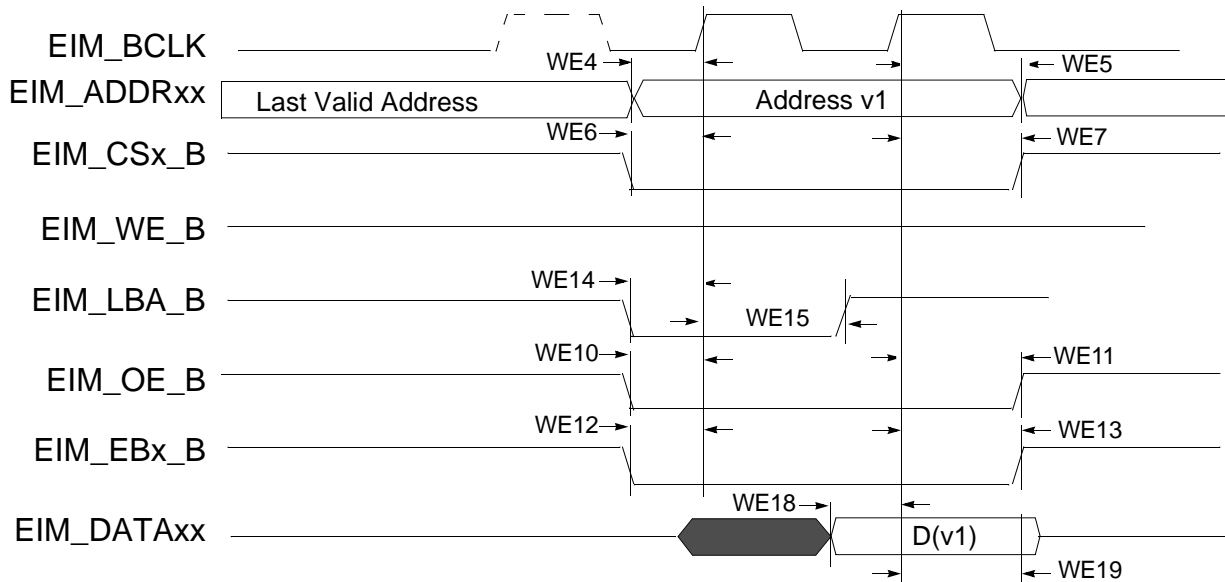 EIM_BCLK
WE4
WE5
EIM_ADDRxx
Last Valid Address
Address v1
WE6
WE7
EIM_CSx_B
EIM_WE_B
WE14
EIM_LBA_B
WE15
WE10
WE11
EIM_OE_B
WE12
WE13
EIM_EBx_B
WE18
EIM_DATAxx
D(v1)
WE19